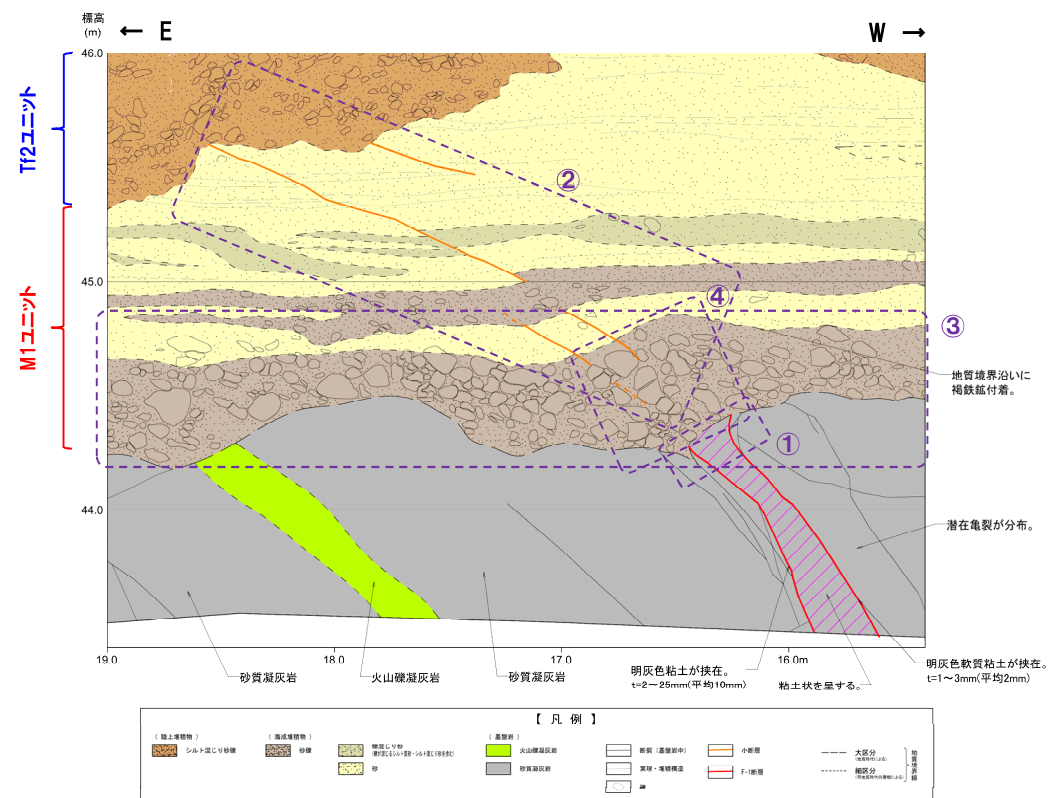 標高
(m)
← E
W →
46.0
Tf2ユニット
②
45.0
M1ユニット
④
③
地質境界沿いに
褐鉄鉱付着。
①
44.0
潜在亀裂が分布。
19.0
18.0
17.0
16.0m
砂質凝灰岩
火山礫凝灰岩
砂質凝灰岩
明灰色粘土が挟在。
t=2～25mm(平均10mm)
粘土状を呈する。
明灰色軟質粘土が挟在。
t=1～3mm(平均2mm)
【 凡 例 】
〈 陸上堆積物 〉
シルト混じり砂礫
〈 海成堆積物 〉
砂礫
礫混じり砂
砂
〈 基盤岩 〉
火山礫凝灰岩
砂質凝灰岩
断裂（基盤岩中）
葉理・堆積構造
礫
小断層
F-1断層
大区分
(地質時代による)
細区分
地質境界線